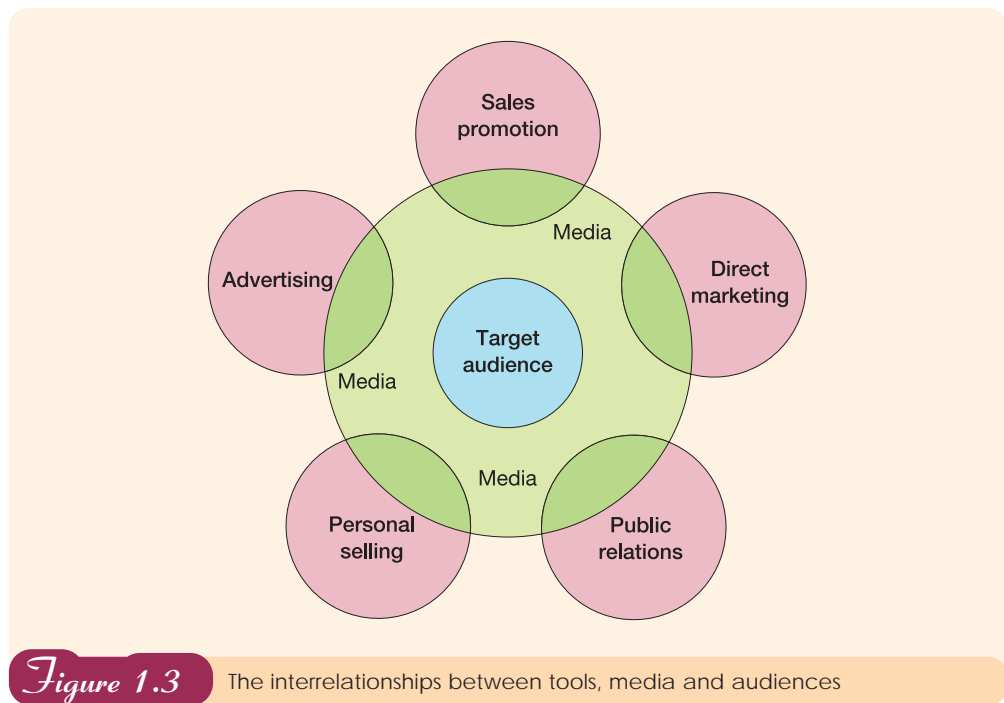 Sales
promotion
Media
Direct
marketing
Advertising
Target
audience
Media
Media
Personal
selling
Public
relations
Figure 1.3 The interrelationships between tools, media and audiences